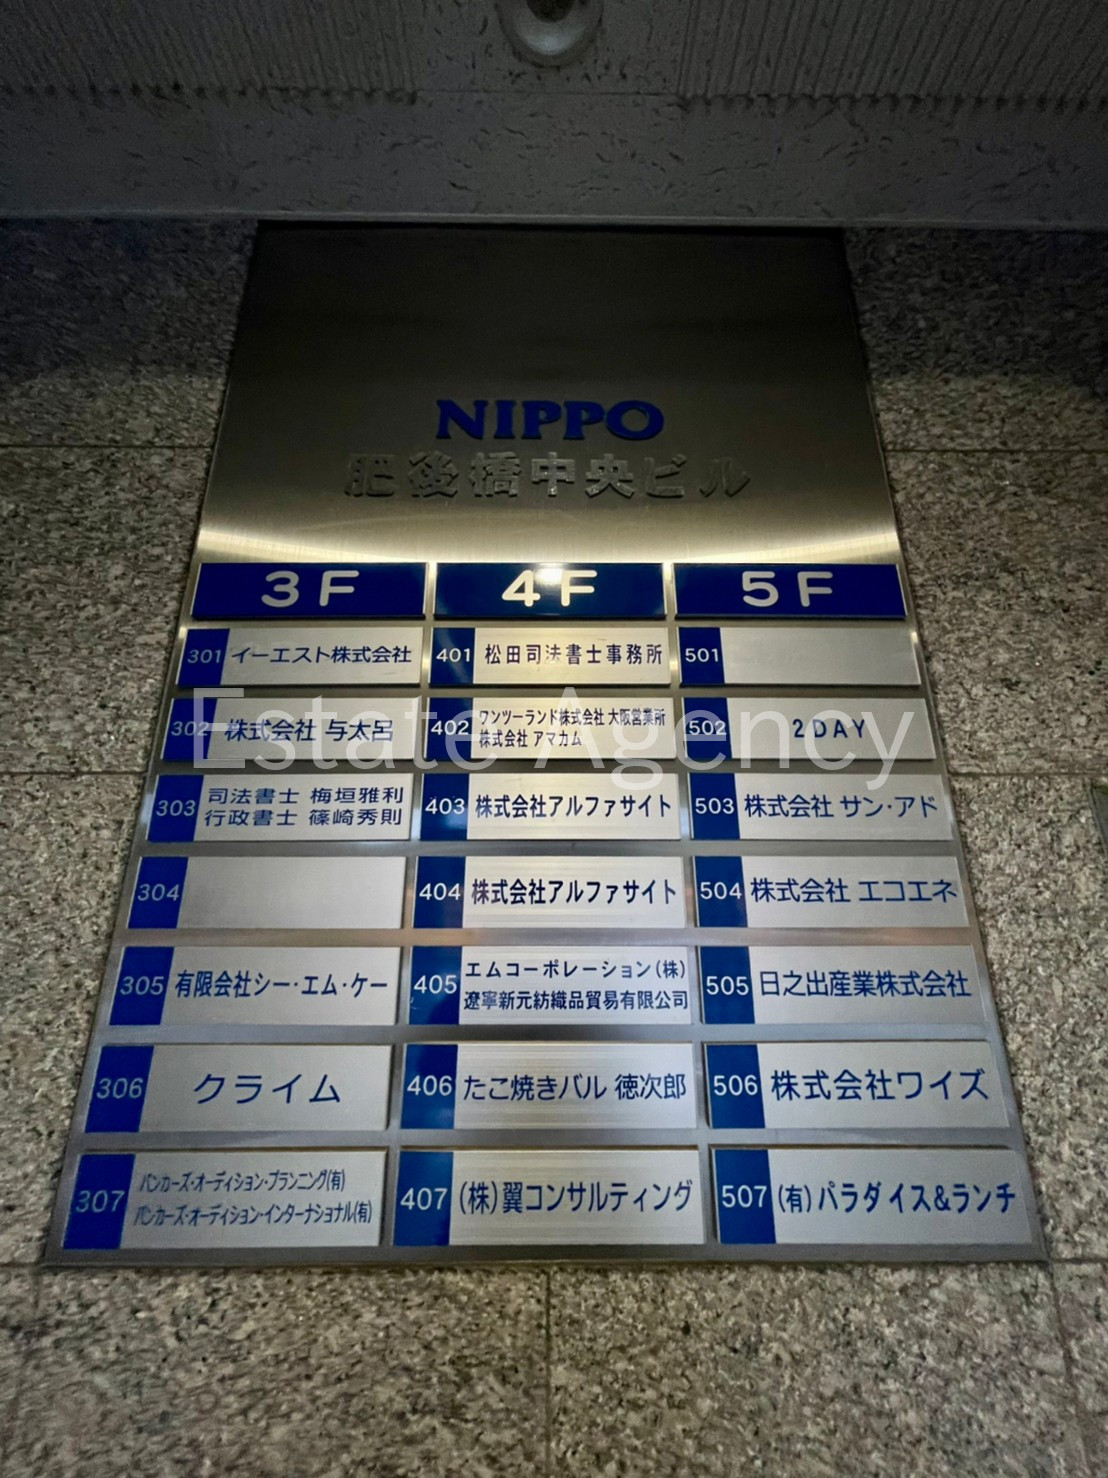 NIPPO
肥後橋中央ビル
3F 4F 5F
301 イーエスト株式会社
401 松田司法書士事務所
501
302 株式会社 与太呂
402 ワンツーランド株式会社 大阪営業所
株式会社 アマカム
502 2DAY
Estate Agency
303 司法書士 梅垣雅利
行政書士 篠崎秀則
403 株式会社アルファサイト
503 株式会社 サン・アド
304
404 株式会社アルファサイト
504 株式会社 エコエネ
305 有限会社シー・エム・ケー
405 エムコーポレーション(株)
遼寧新元紡織品貿易有限公司
505 日之出産業株式会社
306 クライム
406 たこ焼きバル 徳次郎
506 株式会社ワイズ
307 バンカーズ・オーディション・プランニング(有)
バンカーズ・オーディション・インターナショナル(有)
407 (株)翼コンサルティング
507 (有)パラダイス&ランチ